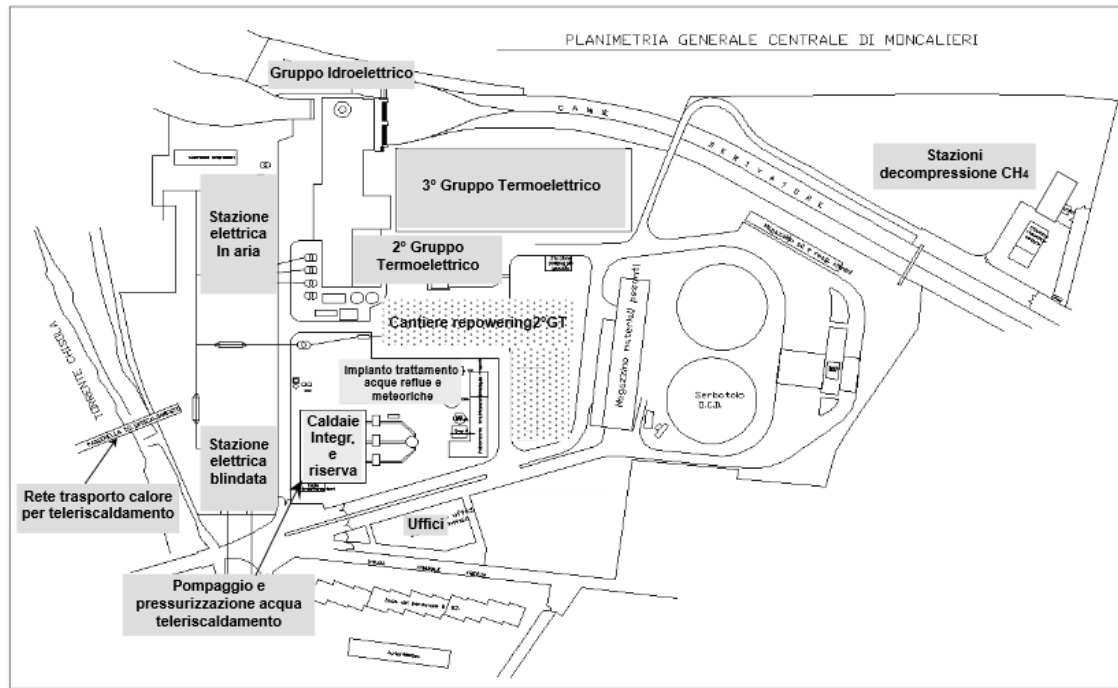 PLANIMETRIA GENERALE CENTRALE DI MONCALIERI
Gruppo Idroelettrico
CANALE
DERIVATORE
Stazioni
decompressione CH4
3° Gruppo Termoelettrico
Stazione
elettrica
In aria
2° Gruppo
Termoelettrico
Cantiere repowering2°GT
Magazzino materiali pesanti
Serbatoio
O.C.D.
TORRENTE CHISOLA
Impianto trattamento
acque reflue e
meteoriche
Caldaie
Integr. e
riserva
Stazione
elettrica
blindata
Rete trasporto calore
per teleriscaldamento
Uffici
Pompaggio e
pressurizzazione acqua
teleriscaldamento